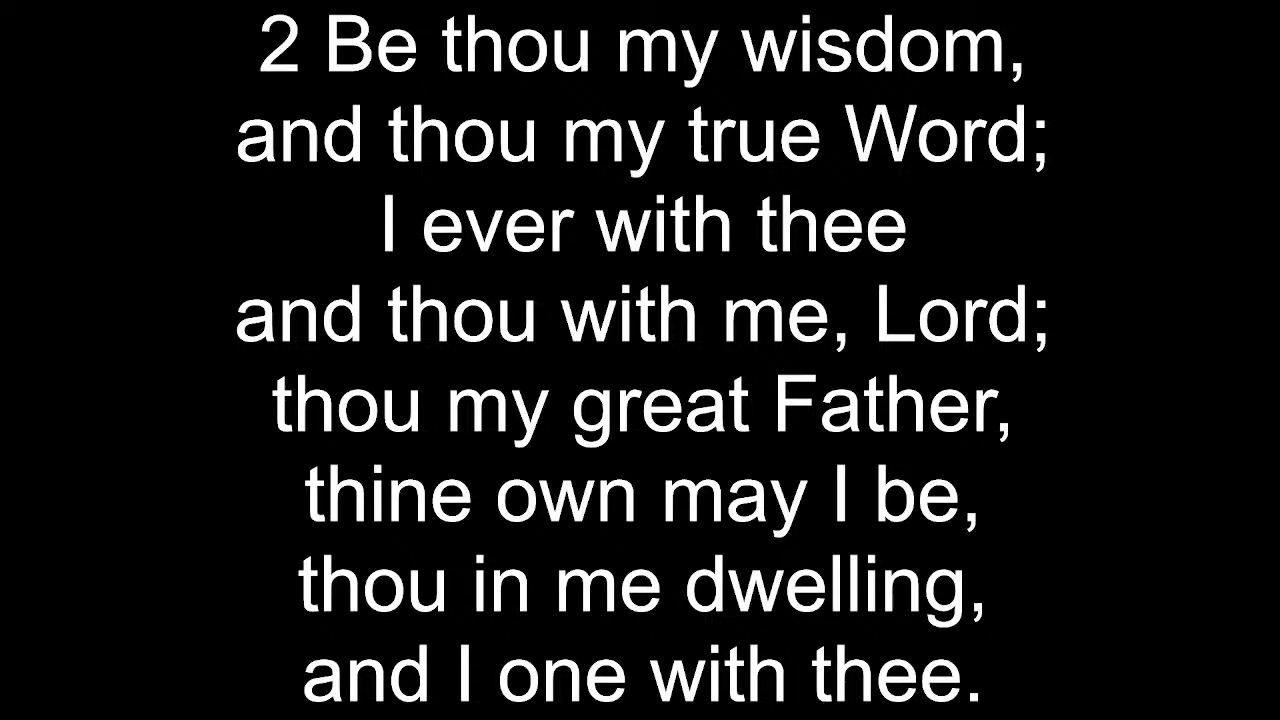 2 Be thou my wisdom,
and thou my true Word;
I ever with thee
and thou with me, Lord;
thou my great Father,
thine own may I be,
thou in me dwelling,
and I one with thee.